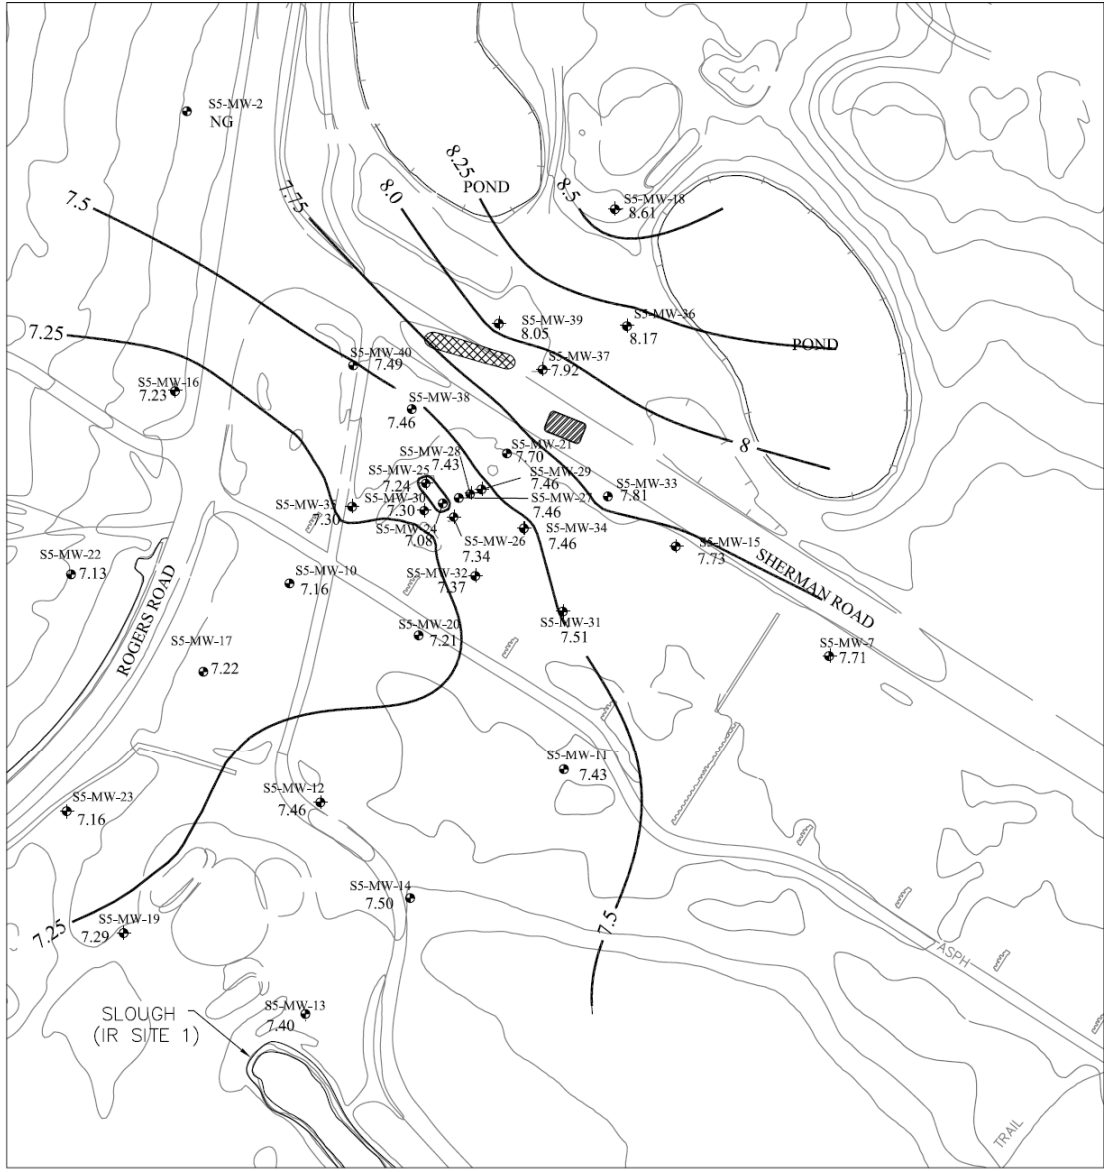 S5-MW-2
NG
8.25
POND
8.0
7.75
7.5
8.5
S5-MW-18
8.61
7.25
S5-MW-39
8.05
S5-MW-36
8.17
POND
S5-MW-40
7.49
S5-MW-37
7.92
S5-MW-16
7.23
S5-MW-38
7.46
8
S5-MW-21
7.70
S5-MW-28
7.43
S5-MW-25
7.24
S5-MW-29
7.46
S5-MW-33
7.81
S5-MW-35
7.30
S5-MW-30
7.30
S5-MW-27
7.46
S5-MW-24
7.08
S5-MW-26
7.34
S5-MW-34
7.46
S5-MW-15
7.73
S5-MW-22
7.13
S5-MW-10
7.16
S5-MW-32
7.37
SHERMAN ROAD
ROGERS ROAD
S5-MW-20
7.21
S5-MW-31
7.51
S5-MW-17
7.22
S5-MW-7
7.71
S5-MW-11
7.43
S5-MW-12
7.46
S5-MW-23
7.16
S5-MW-14
7.50
7.25
S5-MW-19
7.29
7.5
ASPH
SLOUGH
(IR SITE 1)
S5-MW-13
7.40
TRAIL